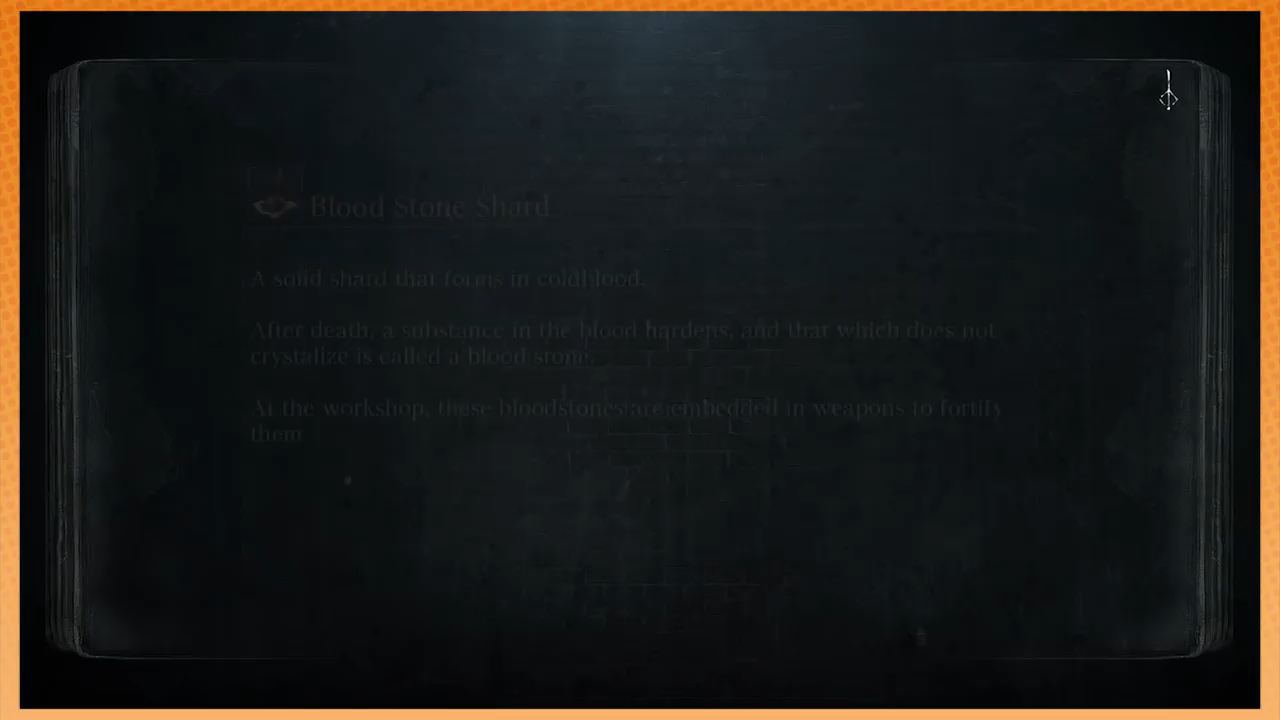 Blood Stone Shard
A solid shard that forms in coldblood.
After death, a substance in the blood hardens, and that which does not
crystalize is called a blood stone.
At the workshop, these bloodstones are embedded in weapons to fortify
them